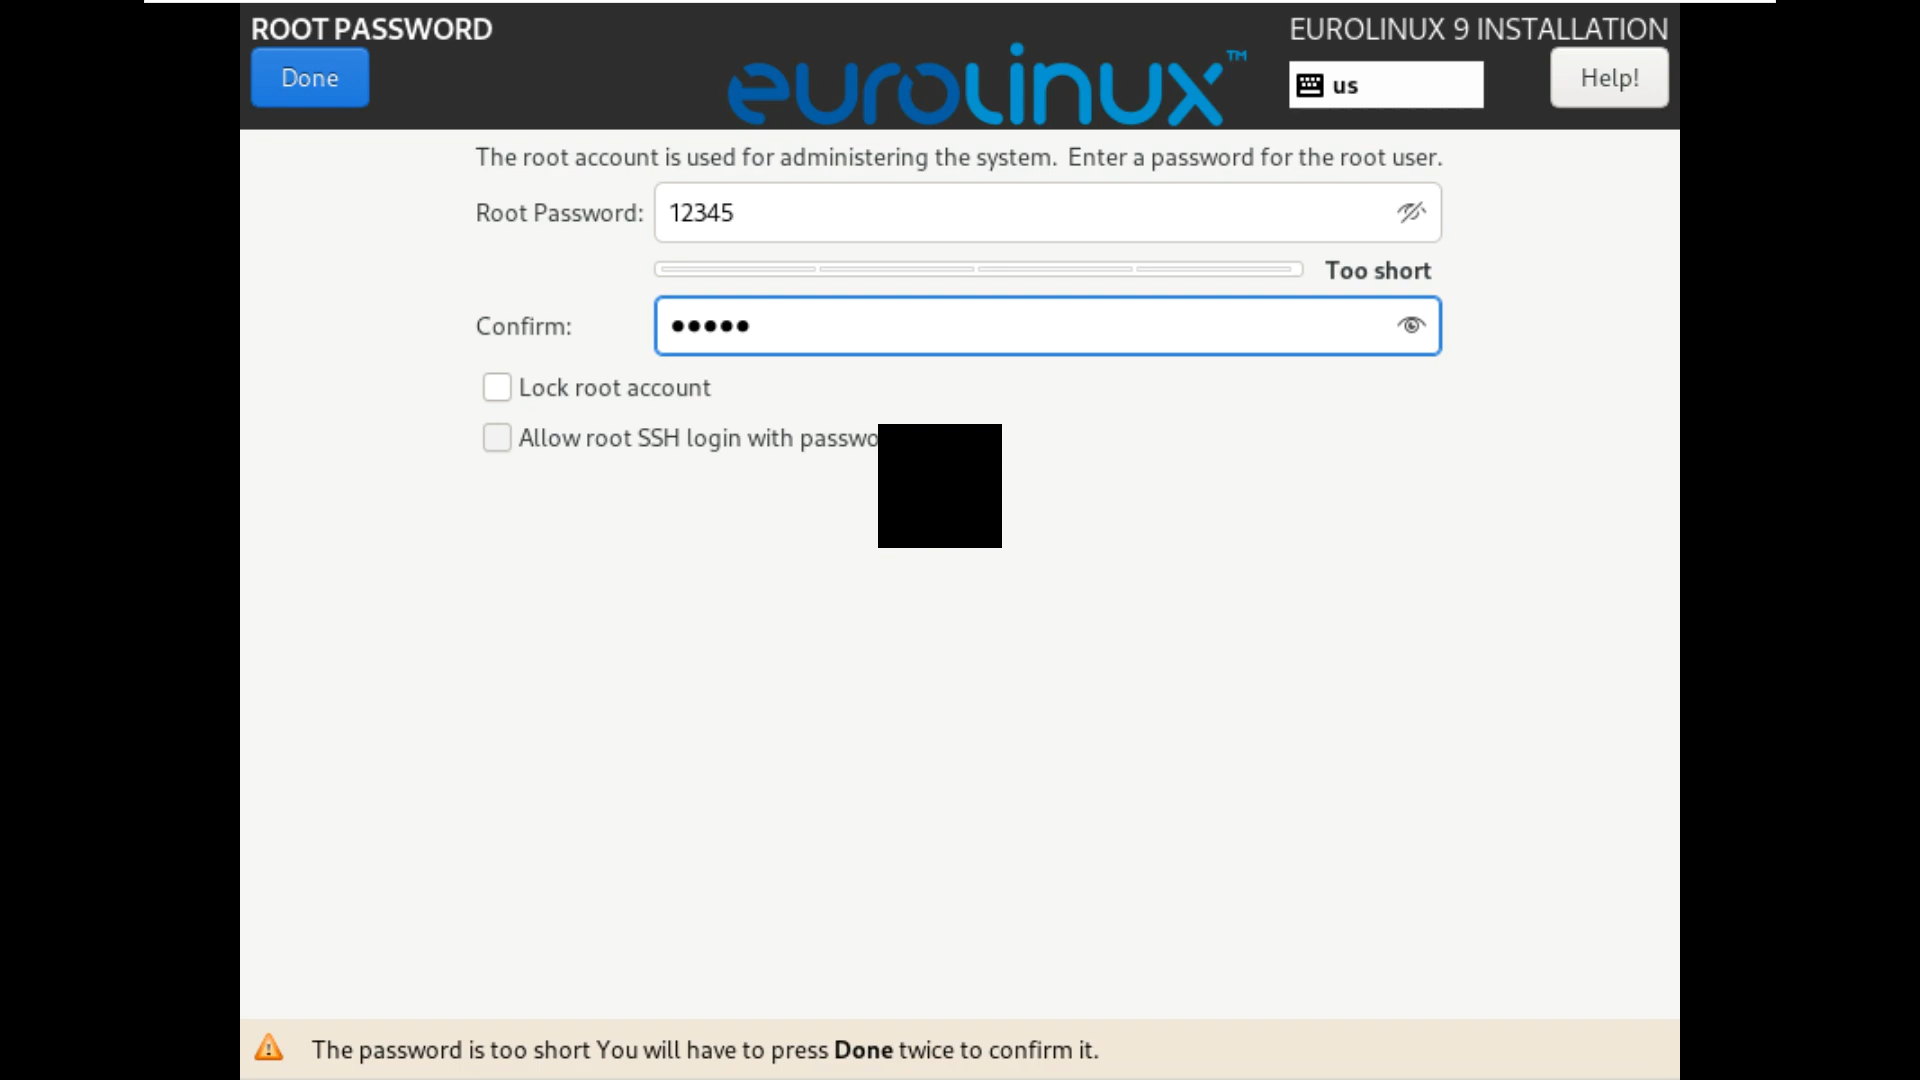 ROOT PASSWORD
EUROLINUX 9 INSTALLATION
Done
eurolinux™
us
Help!
The root account is used for administering the system. Enter a password for the root user.
Root Password:
12345
Too short
Confirm:
●●●●●
Lock root account
Allow root SSH login with
The password is too short You will have to press Done twice to confirm it.